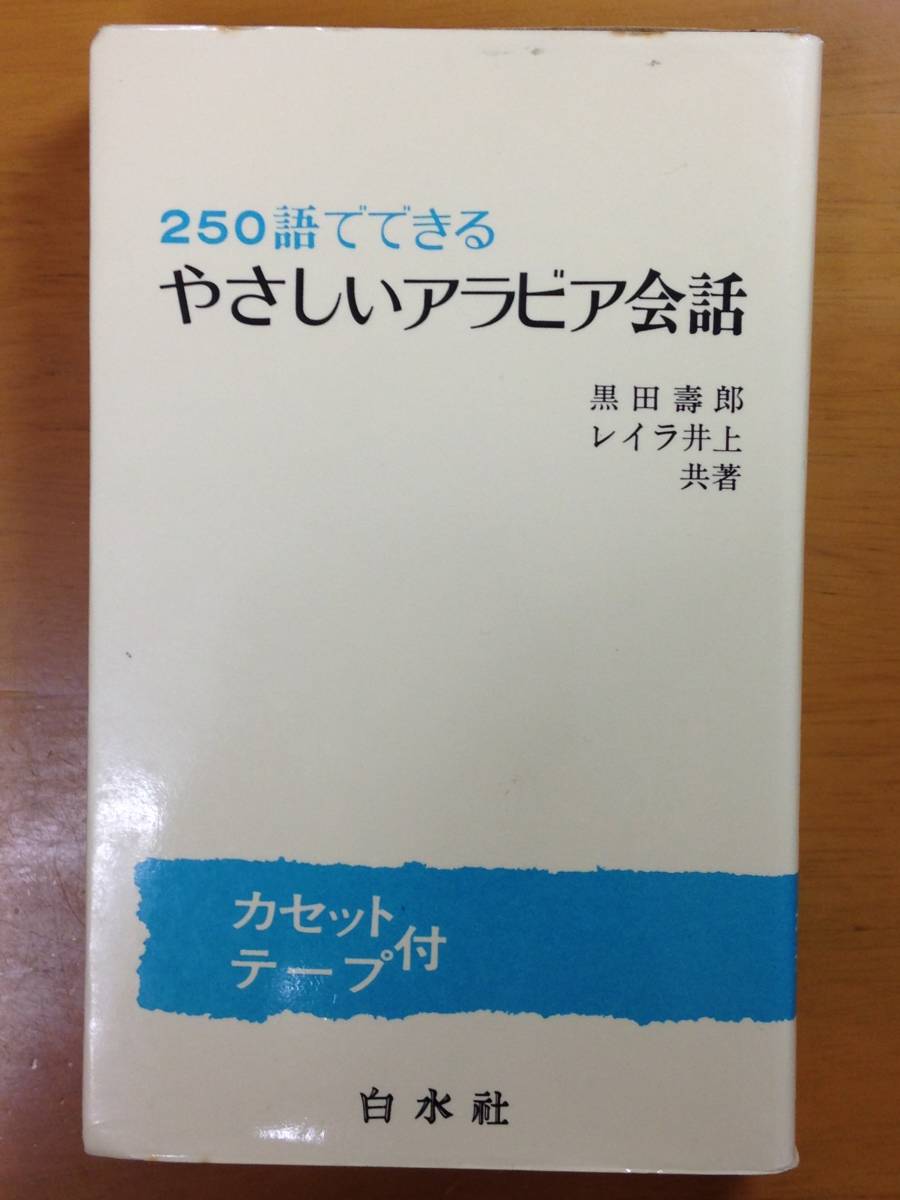 250語でできる
やさしいアラビア会話
黒田壽郎
レイラ井上
共著
カセット
テープ付
白水社